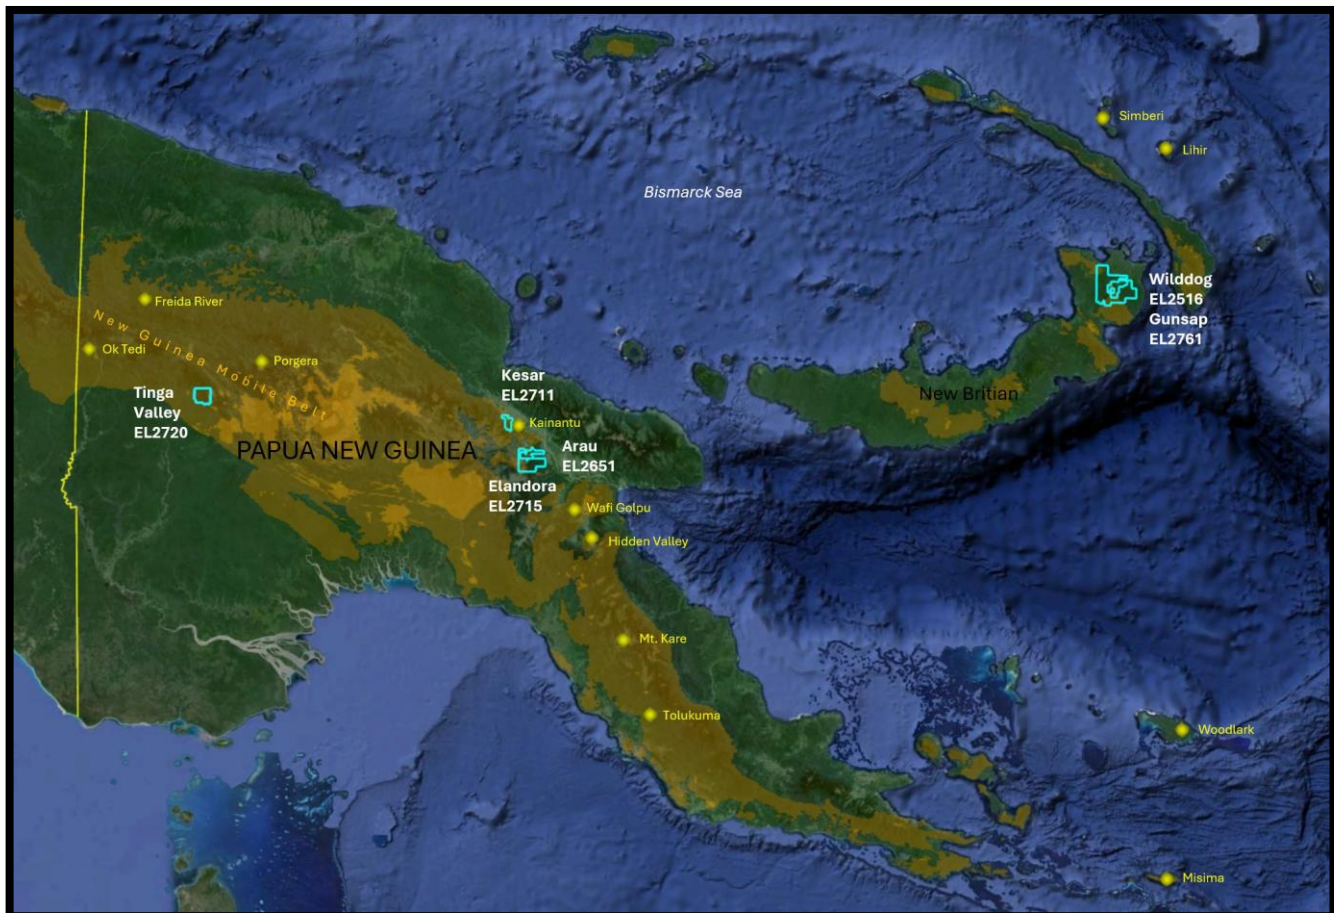 Simberi
Lihir
Bismarck Sea
Wilddog
EL2516
Gunsap
EL2761
Freida River
New Guinea Mobite Belt
Ok Tedi
Porgera
Tinga
Valley
EL2720
Kesar
EL2711
Kainantu
New Britian
PAPUA NEW GUINEA
Arau
EL2651
Elandora
EL2715
Wafi Golpu
Hidden Valley
Mt. Kare
Tolukuma
Woodlark
Misima